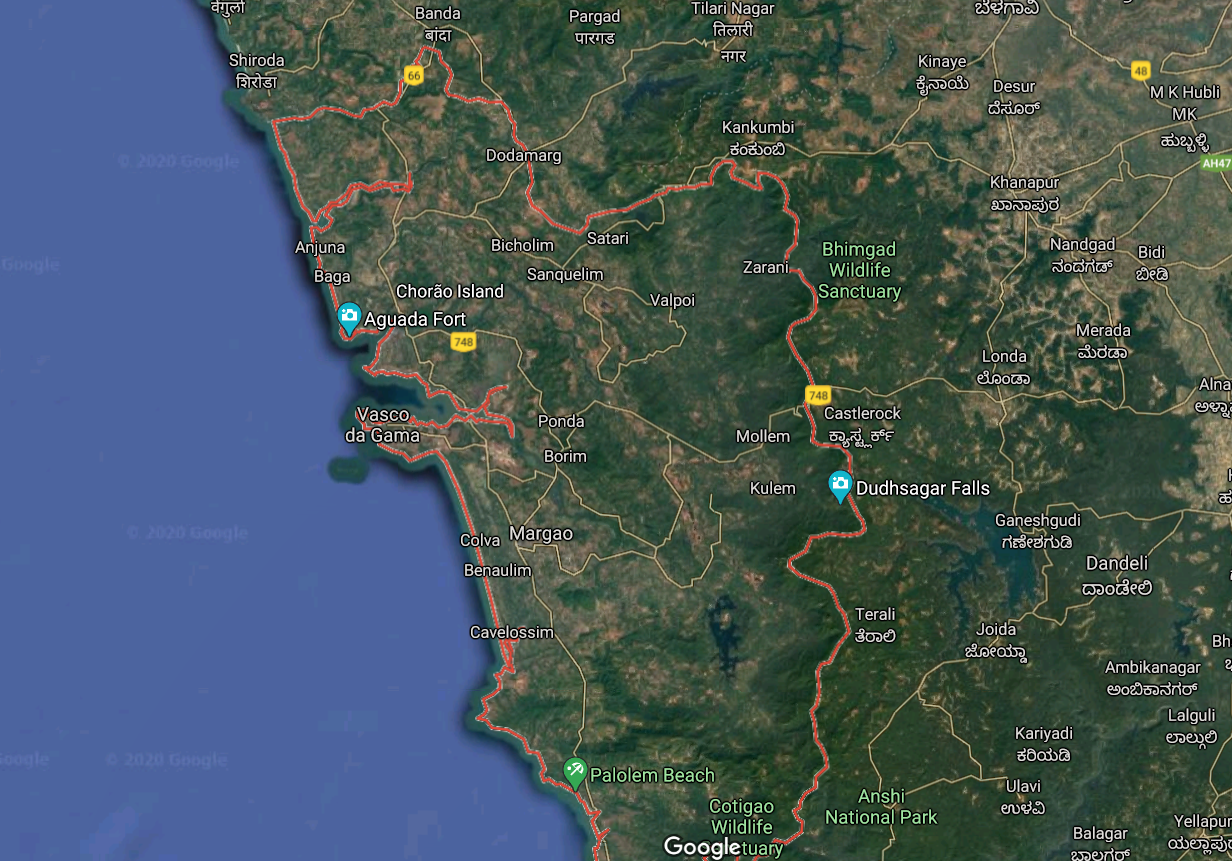 वेंगुर्ला
Banda
बांदा
Pargad
पारगड
Tilari Nagar
तिलारी
नगर
ಬೆಳಗಾವಿ
Shiroda
शिरोडा
66
Kinaye
ಕೈನಾಯೆ
48
Desur
ದೆಸೂರ್
M K Hubli
MK
ಹುಬ್ಬಳ್ಳಿ
Kankumbi
ಕಂಕುಂಬಿ
© 2020 Google
Dodamarg
AH47
Khanapur
ಖಾನಾಪುರ
Anjuna
Bicholim
Satari
Bhimgad
Wildlife
Sanctuary
Nandgad
ನಂದಗಡ್
Bidi
ಬೀಡಿ
Google
Baga
Sanquelim
Zarani
Chorão Island
Valpoi
Aguada Fort
748
Merada
ಮೆರಡಾ
Londa
ಲೊಂಡಾ
748
Vasco
da Gama
Ponda
Castlerock
ಕ್ಯಾಸ್ಟ್ಲರ್ಕ್
Mollem
Borim
Kulem
Dudhsagar Falls
© 2020 Google
Colva
Margao
Ganeshgudi
ಗಣೇಶಗುಡಿ
Benaulim
Dandeli
ದಾಂಡೇಲಿ
Cavelossim
Terali
ತೆರಾಲಿ
Joida
ಜೋಯ್ಡಾ
Ambikanagar
ಅಂಬಿಕಾನಗರ್
Lalguli
ಲಾಲ್ಗುಲಿ
Kariyadi
ಕರಿಯಡಿ
© 2020 Google
Palolem Beach
Anshi
National Park
Ulavi
ಉಳವಿ
Cotigao
Wildlife
Google
Balagar
ಬಾಲಗರ್
Yellapur